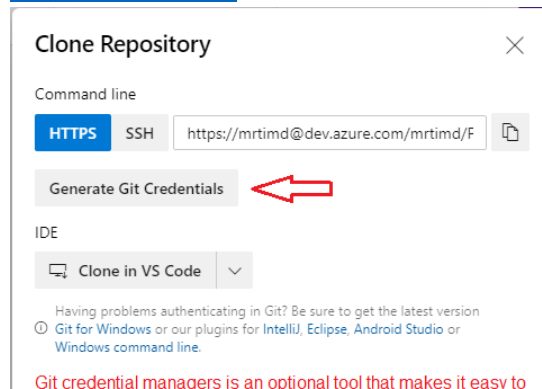 Clone Repository
Command line
HTTPS SSH https://mrtimd@dev.azure.com/mrtimd/F
Generate Git Credentials
IDE
Clone in VS Code
Having problems authenticating in Git? Be sure to get the latest version
Git for Windows or our plugins for IntelliJ, Eclipse, Android Studio or
Windows command line.
Git credential managers is an optional tool that makes it easy to